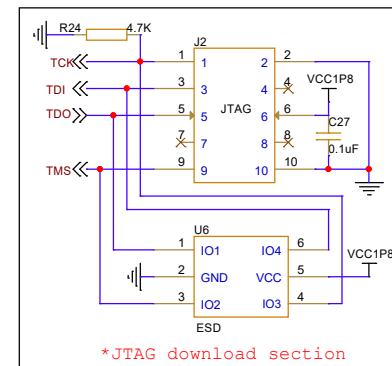 R24 4.7K
J2
TCK 1 1 2 2
VCC1P8
TDI 3 3 4 4
TDO 5 5 6 6
JTAG
C27
7 7 8 8
0.1uF
TMS 9 9 10 10
U6
1 IO1 IO4 6
VCC1P8
2 GND VCC 5
3 IO2 IO3 4
ESD
*JTAG download section